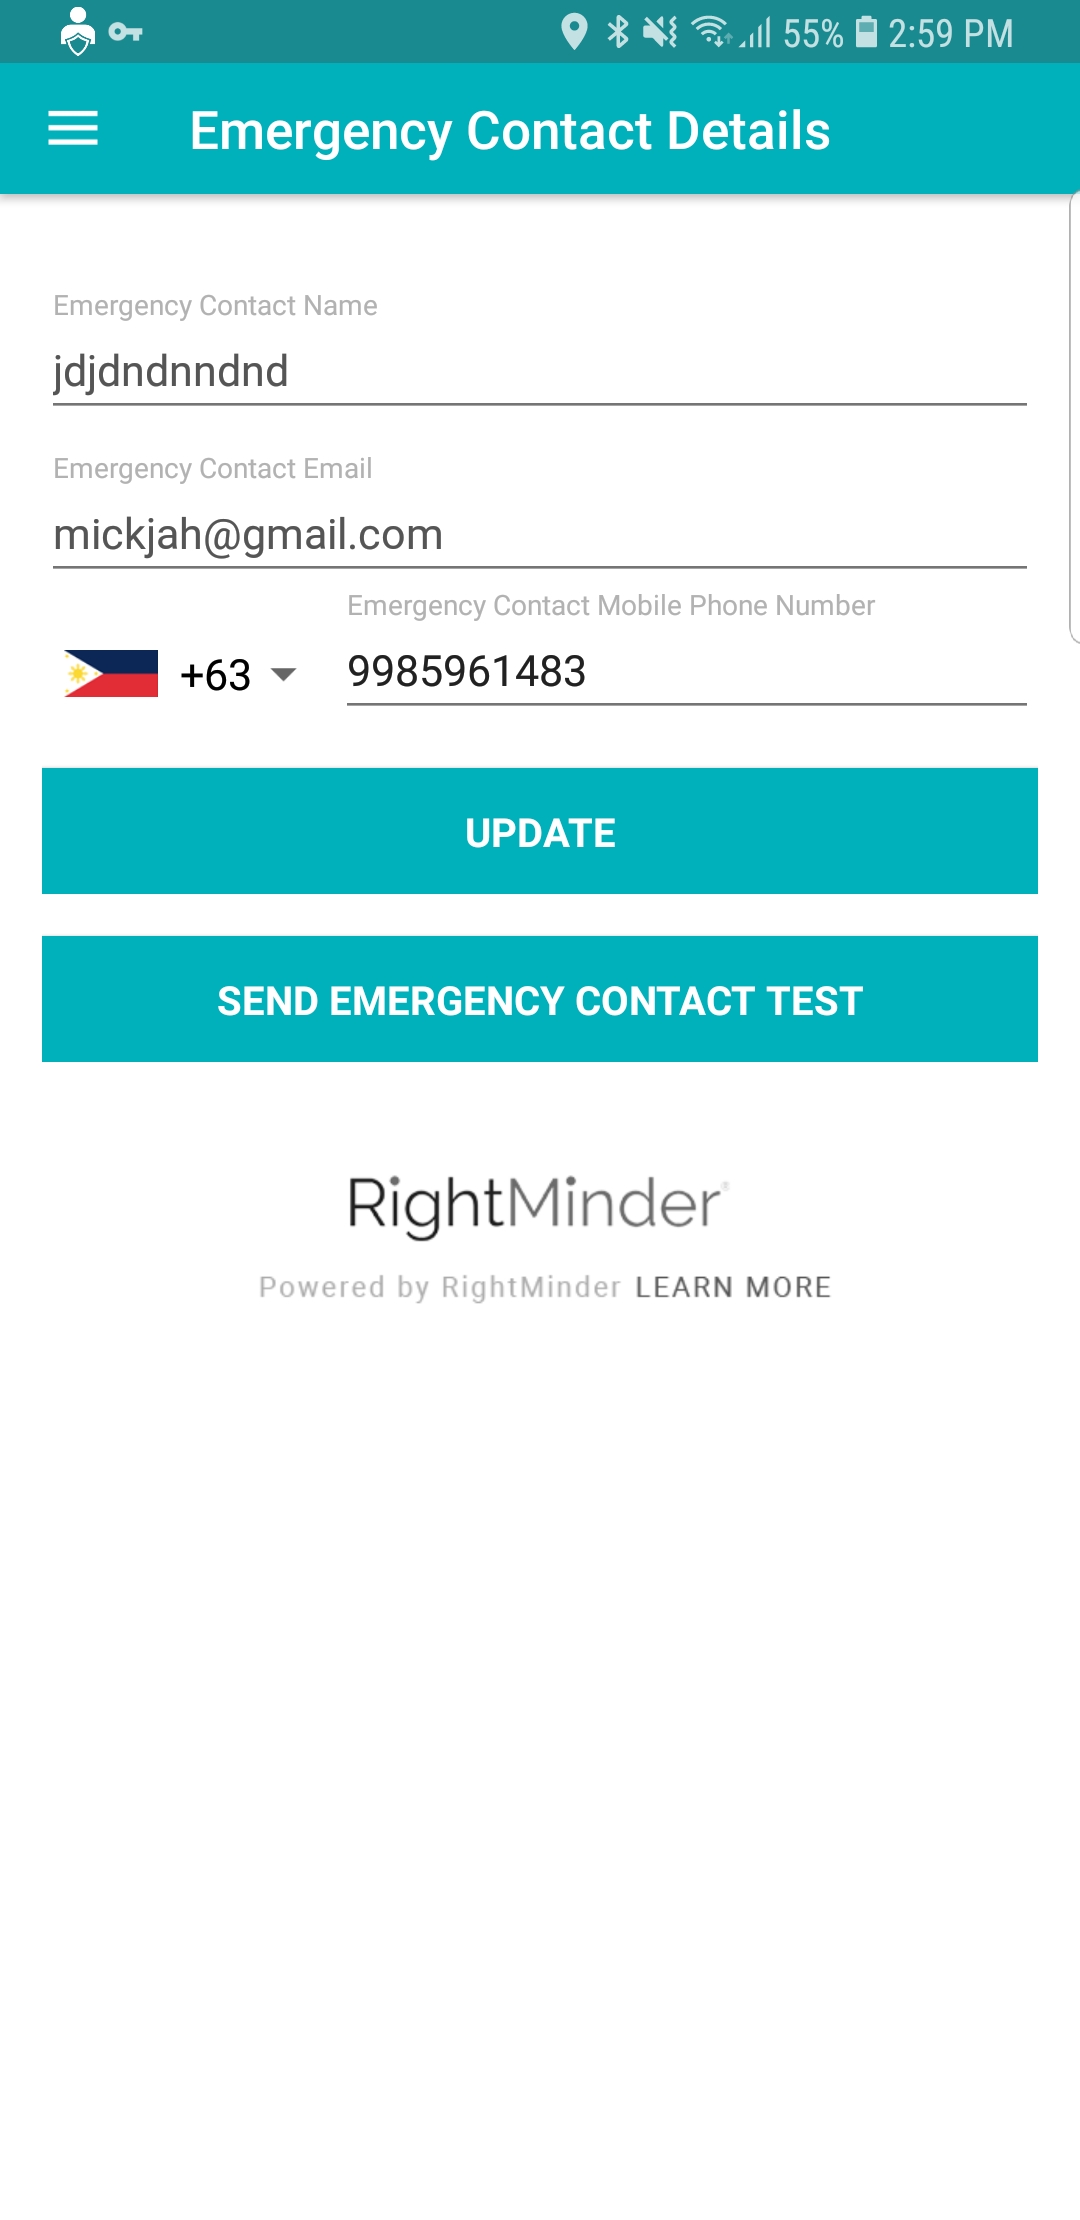 55% 2:59 PM
Emergency Contact Details
Emergency Contact Name
jdjdndnndnd
Emergency Contact Email
mickjah@gmail.com
Emergency Contact Mobile Phone Number
+63 9985961483
UPDATE
SEND EMERGENCY CONTACT TEST
RightMinder®
Powered by RightMinder LEARN MORE